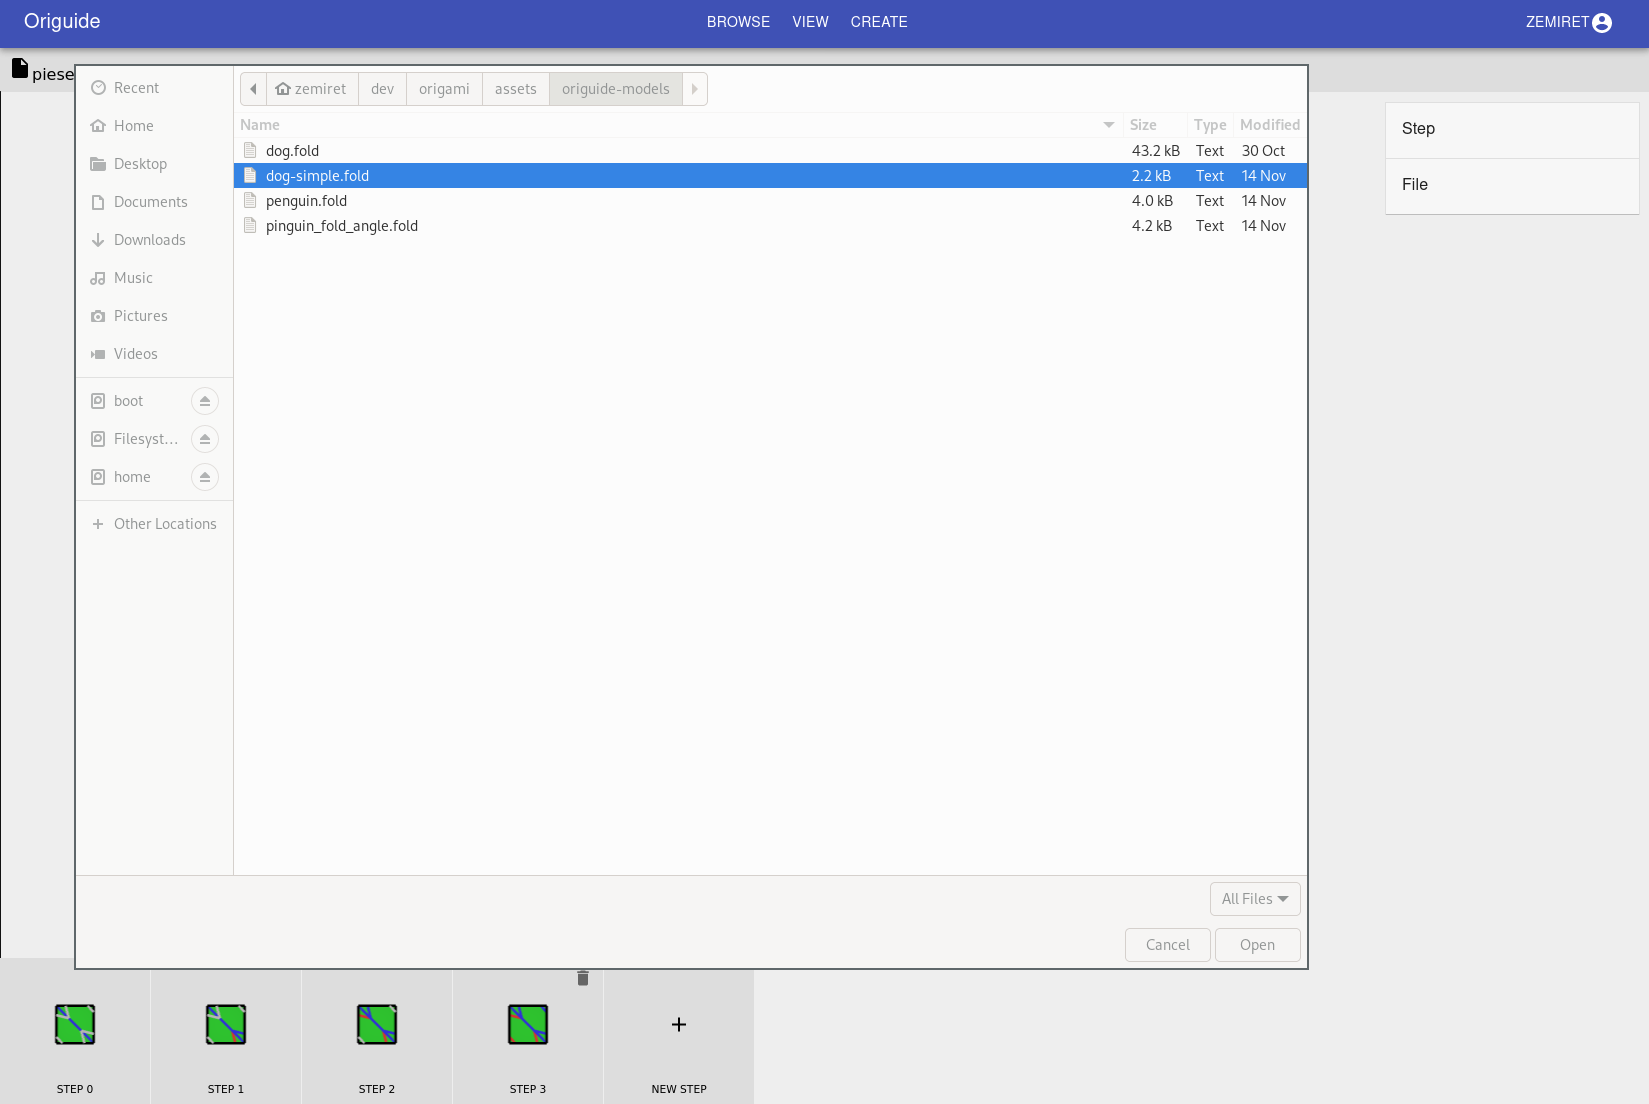 Origuide
BROWSE VIEW CREATE
ZEMIRET
piese
Recent
Home
Desktop
Documents
Downloads
Music
Pictures
Videos
boot
Filesyst...
home
Other Locations
zemiret dev origami assets origuide-models
Name Size Type Modified
dog.fold 43.2 kB Text 30 Oct
dog-simple.fold 2.2 kB Text 14 Nov
penguin.fold 4.0 kB Text 14 Nov
pinguin_fold_angle.fold 4.2 kB Text 14 Nov
All Files
Cancel Open
Step
File
STEP 0 STEP 1 STEP 2 STEP 3 NEW STEP